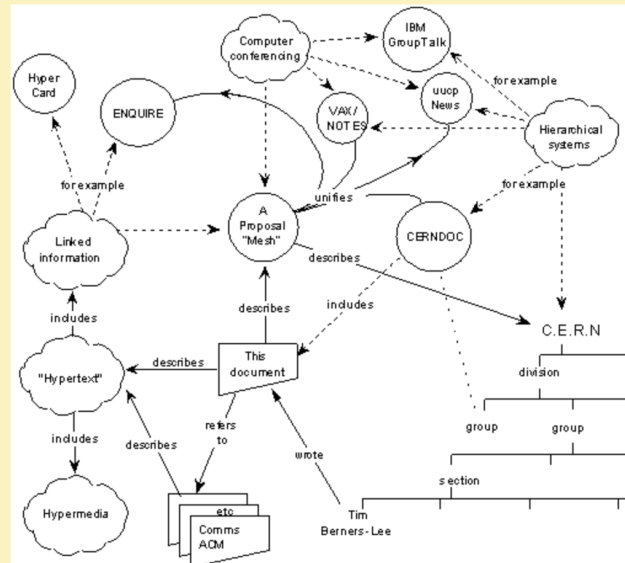 IBM
GroupTalk
Computer
conferencing
Hyper
Card
ENQUIRE
VAX/
NOTES
uucp
News
for example
Hierarchical
systems
for example
unifies
A
Proposal
"Mesh"
CERNDOC
for example
Linked
information
describes
includes
describes
includes
C.E.R.N
This
document
describes
division
"Hypertext"
refers
to
group
group
includes
describes
wrote
section
Hypermedia
etc
Comms
ACM
Tim
Berners-Lee